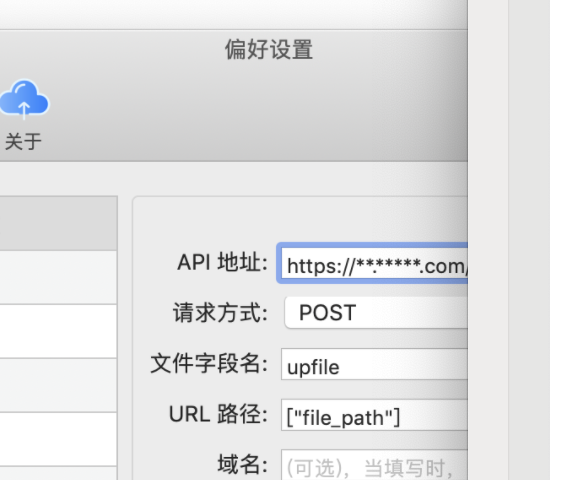 偏好设置
关于
API 地址: https://**.******.com/
请求方式: POST
文件字段名: upfile
URL 路径: ["file_path"]
域名: (可选)，当填写时，